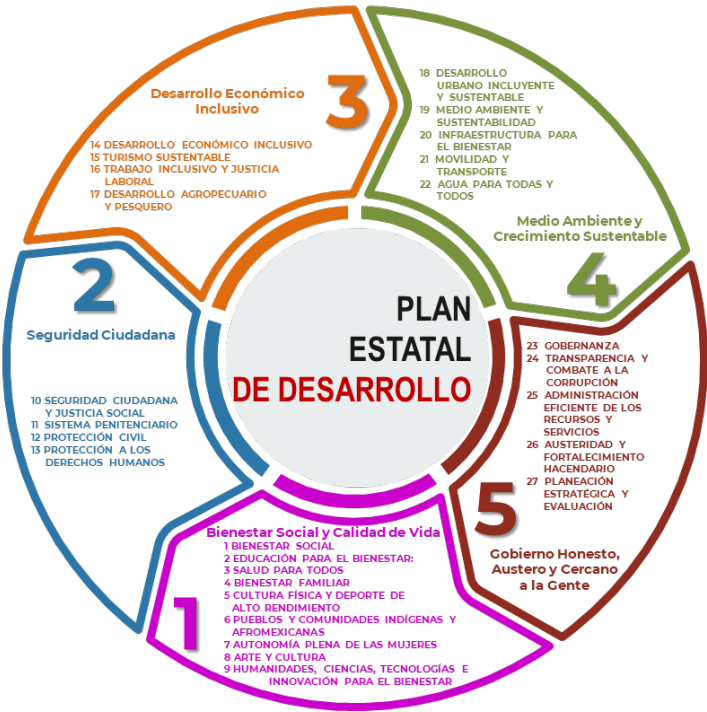 PLAN
ESTATAL
DE DESARROLLO
1
Bienestar Social y Calidad de Vida
1 BIENESTAR SOCIAL
2 EDUCACIÓN PARA EL BIENESTAR:
3 SALUD PARA TODOS
4 BIENESTAR FAMILIAR
5 CULTURA FÍSICA Y DEPORTE DE
ALTO RENDIMIENTO
6 PUEBLOS Y COMUNIDADES INDÍGENAS Y
AFROMEXICANAS
7 AUTONOMÍA PLENA DE LAS MUJERES
8 ARTE Y CULTURA
9 HUMANIDADES, CIENCIAS, TECNOLOGÍAS E
INNOVACIÓN PARA EL BIENESTAR
2
Seguridad Ciudadana
10 SEGURIDAD CIUDADANA
Y JUSTICIA SOCIAL
11 SISTEMA PENITENCIARIO
12 PROTECCIÓN CIVIL
13 PROTECCIÓN A LOS
DERECHOS HUMANOS
3
Desarrollo Económico
Inclusivo
14 DESARROLLO ECONÓMICO INCLUSIVO
15 TURISMO SUSTENTABLE
16 TRABAJO INCLUSIVO Y JUSTICIA
LABORAL
17 DESARROLLO AGROPECUARIO
Y PESQUERO
18 DESARROLLO
URBANO INCLUYENTE
Y SUSTENTABLE
19 MEDIO AMBIENTE Y
SUSTENTABILIDAD
20 INFRAESTRUCTURA PARA
EL BIENESTAR
21 MOVILIDAD Y
TRANSPORTE
22 AGUA PARA TODAS Y
TODOS
Medio Ambiente y
Crecimiento Sustentable
4
23 GOBERNANZA
24 TRANSPARENCIA Y
COMBATE A LA
CORRUPCIÓN
25 ADMINISTRACIÓN
EFICIENTE DE LOS
RECURSOS Y
SERVICIOS
26 AUSTERIDAD Y
FORTALECIMIENTO
HACENDARIO
27 PLANEACIÓN
ESTRATÉGICA Y
EVALUACIÓN
5
Gobierno Honesto,
Austero y Cercano
a la Gente